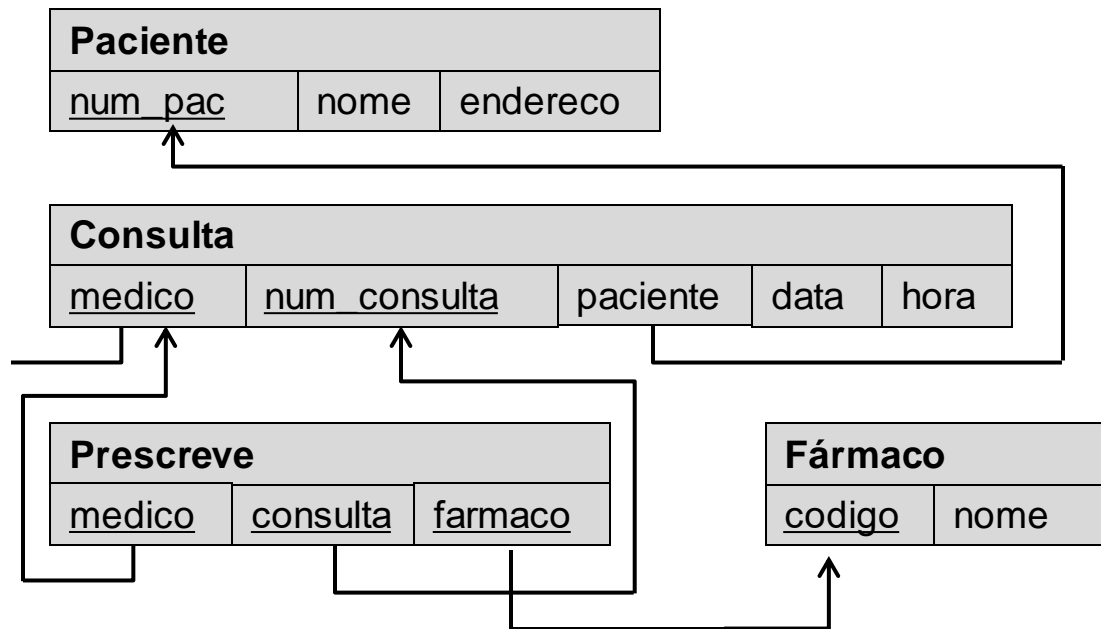 Paciente
num_pac nome endereco
Consulta
medico num_consulta paciente data hora
Prescreve
medico consulta farmaco
Fármaco
codigo nome